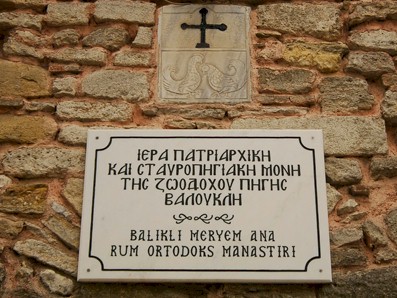 ΙΕΡΑ ΠΑΤΡΙΑΡΧΙΚΗ
ΚΑΙ ΣΤΑΥΡΟΠΗΓΙΑΚΗ ΜΟΝΗ
ΤΗΣ ΖΩΟΔΟΧΟΥ ΠΗΓΗΣ
ΒΑΛΟΥΚΛΗ
BALIKLI MERYEM ANA
RUM ORTODOKS MANASTIRI